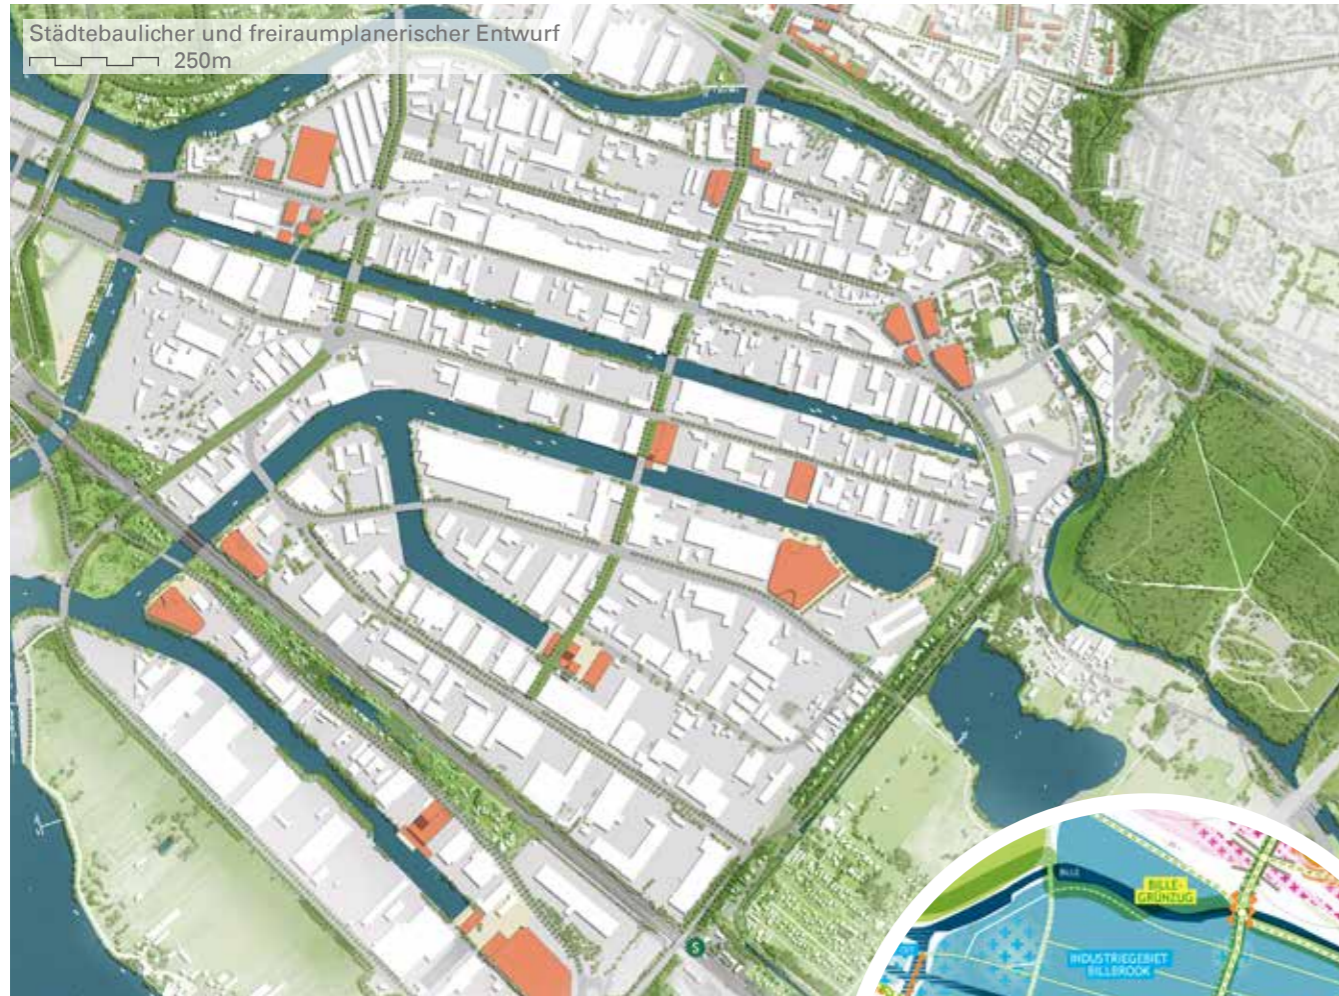 Städtebaulicher und freiraumplanerischer Entwurf
250m
S
BILLE
BILLE-
GRÜNZUG
INDUSTRIEGEBIET
BILLBROOK